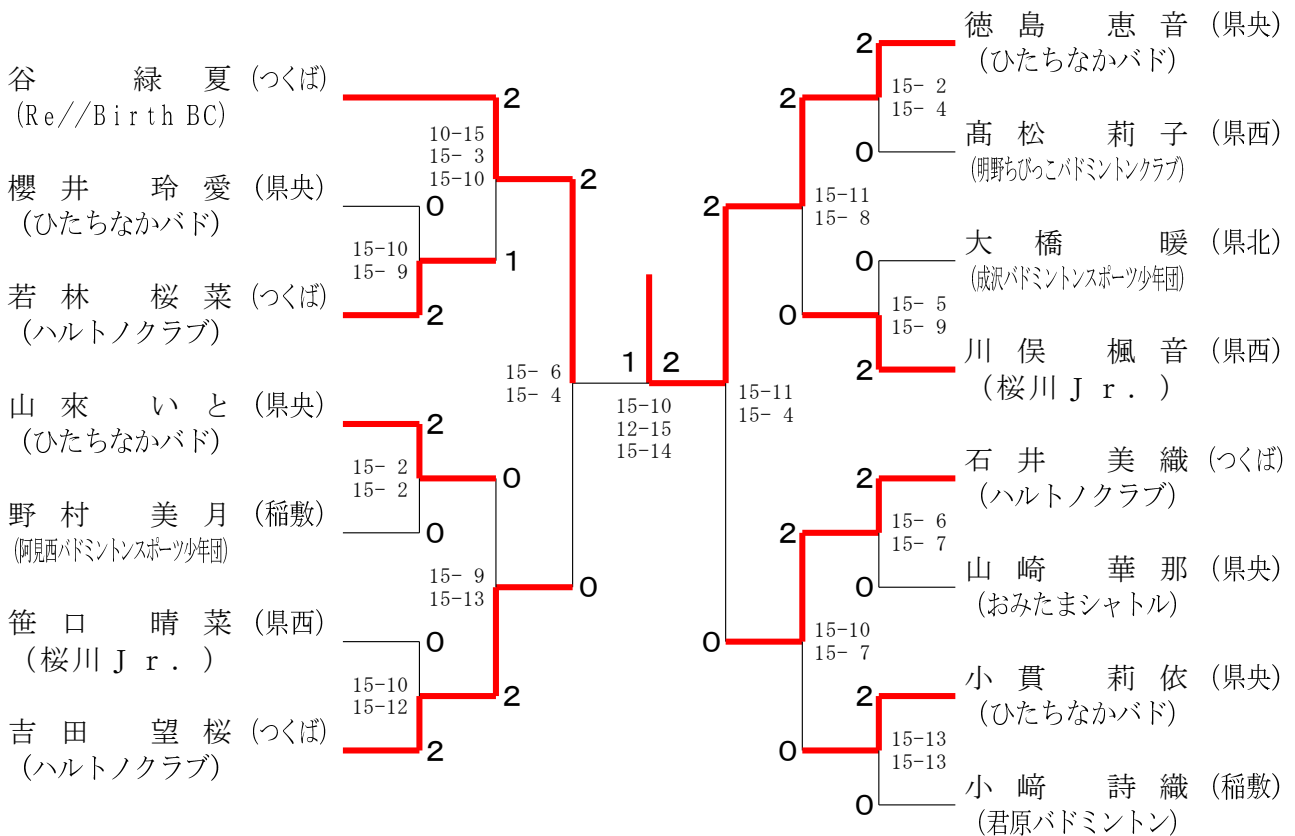 谷 緑 夏 (つくば)
(Re//Birth BC)
櫻 井 玲 愛 (県央)
(ひたちなかバド)
若 林 桜 菜 (つくば)
(ハルトノクラブ)
山 來 い と (県央)
(ひたちなかバド)
野 村 美 月 (稲敷)
(阿見西バドミントンスポーツ少年団)
笹 口 晴 菜 (県西)
(桜川Jr.)
吉 田 望 桜 (つくば)
(ハルトノクラブ)
2
10-15
15- 3
15-10
1
0
15-10
15- 9
2
2
15- 2
15- 2
0
0
15- 9
15-13
2
0
15-10
15-12
2
2
15- 6
15- 4
0
1 2
15-10
12-15
15-14
2
15-11
15- 4
0
2
15-11
15- 8
0
2
15-10
15- 7
0
2
15- 2
15- 4
0
0
15- 5
15- 9
2
2
15- 6
15- 7
0
2
15-13
15-13
0
徳 島 恵 音 (県央)
(ひたちなかバド)
髙 松 莉 子 (県西)
(明野ちびっこバドミントンクラブ)
大 橋 暖 (県北)
(成沢バドミントンスポーツ少年団)
川 俣 楓 音 (県西)
(桜川Jr.)
石 井 美 織 (つくば)
(ハルトノクラブ)
山 崎 華 那 (県央)
(おみたまシャトル)
小 貫 莉 依 (県央)
(ひたちなかバド)
小 﨑 詩 織 (稲敷)
(君原バドミントン)